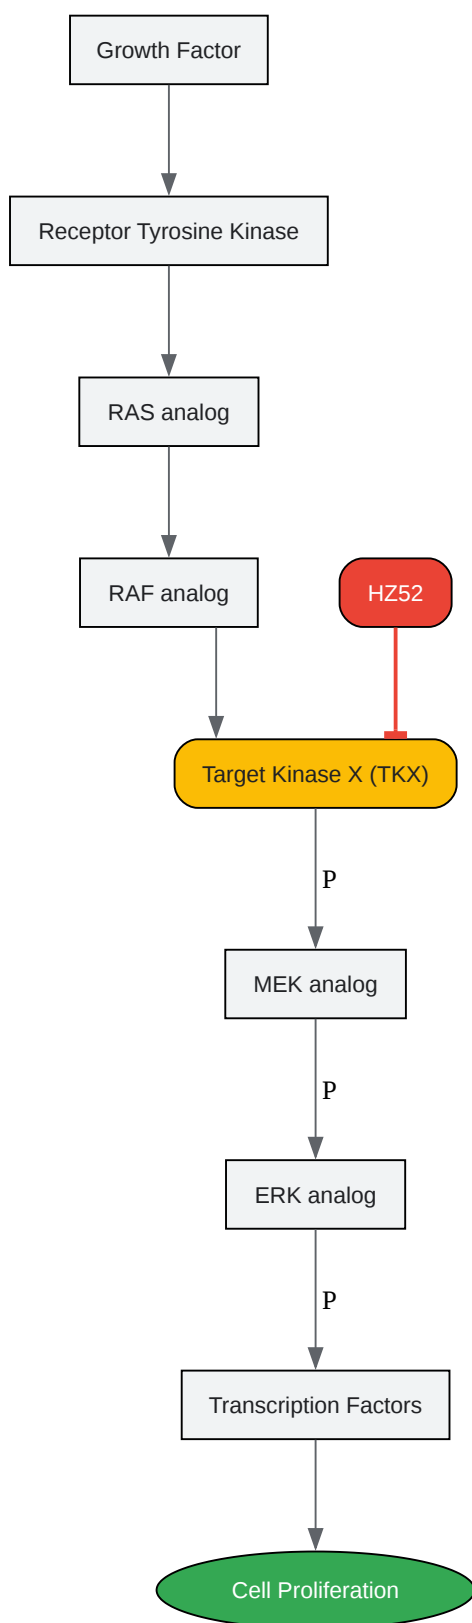 Growth Factor
Receptor Tyrosine Kinase
RAS analog
RAF analog
HZ52
Target Kinase X (TKX)
P
MEK analog
P
ERK analog
P
Transcription Factors
Cell Proliferation